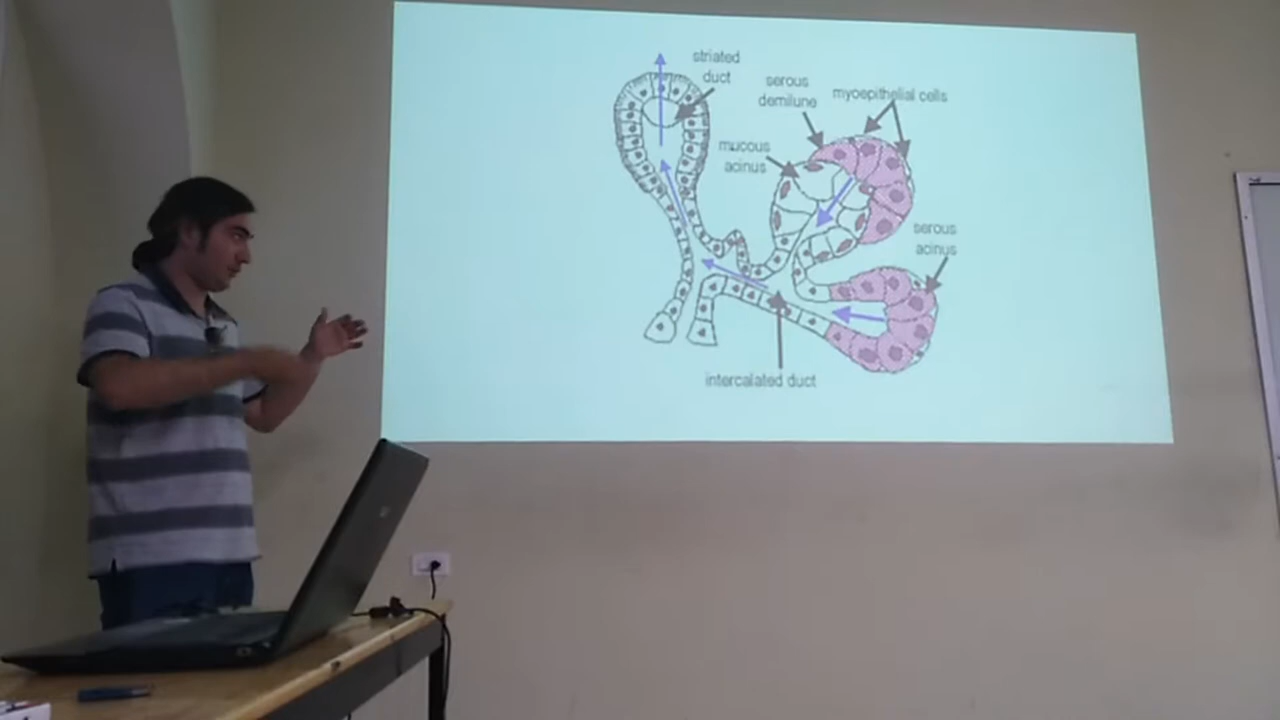 striated
duct
serous
demilune
myoepithelial cells
mucous
acinus
serous
acinus
intercalated duct